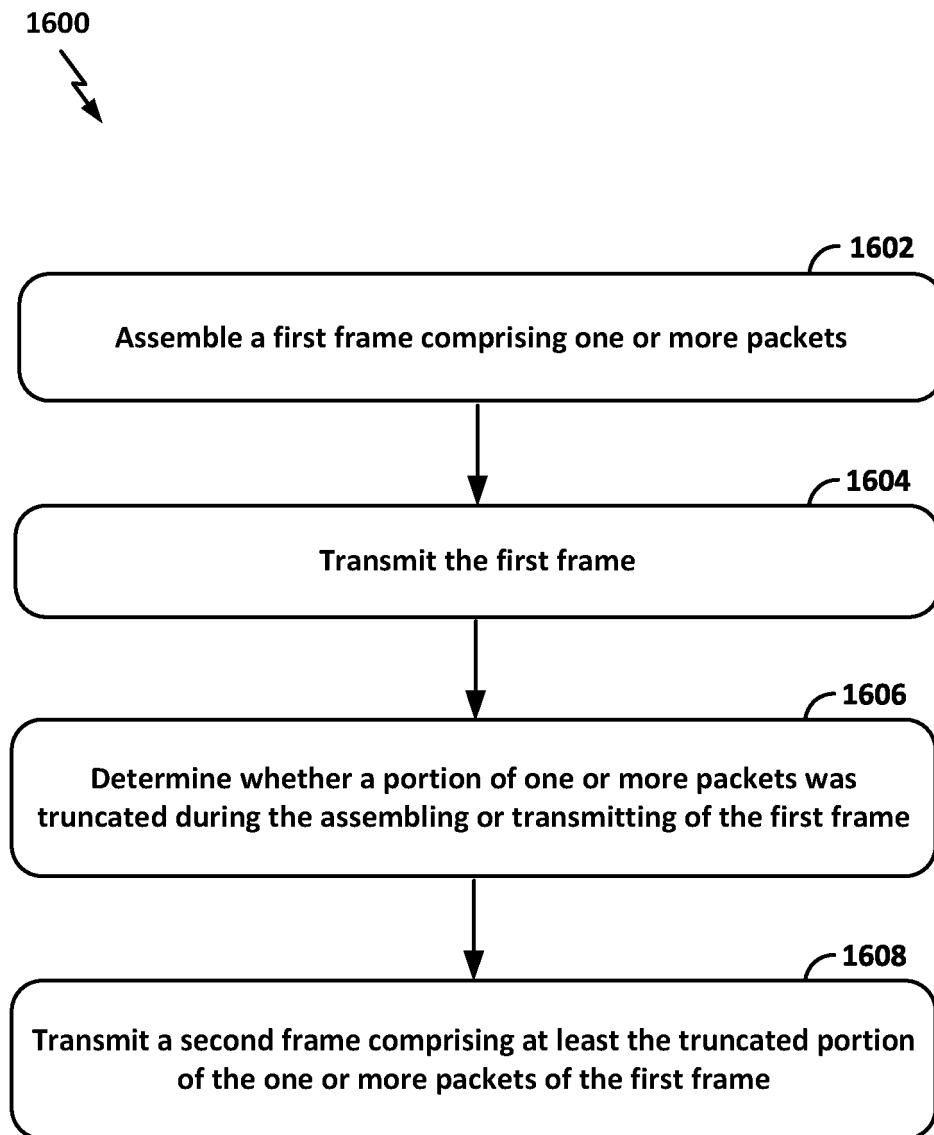 1600
1602
Assemble a first frame comprising one or more packets
1604
Transmit the first frame
1606
Determine whether a portion of one or more packets was
truncated during the assembling or transmitting of the first frame
1608
Transmit a second frame comprising at least the truncated portion
of the one or more packets of the first frame